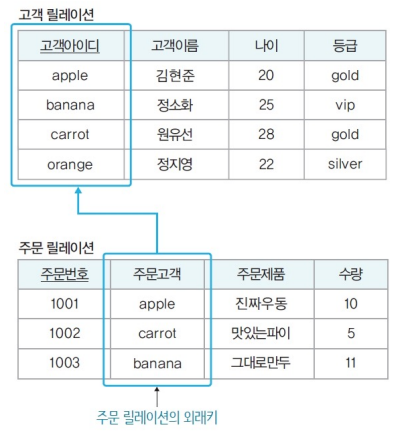 고객 릴레이션
고객아이디 고객이름 나이 등급
apple 김현준 20 gold
banana 정소화 25 vip
carrot 원유선 28 gold
orange 정지영 22 silver
주문 릴레이션
주문번호 주문고객 주문제품 수량
1001 apple 진짜우동 10
1002 carrot 맛있는파이 5
1003 banana 그대로만두 11
주문 릴레이션의 외래키